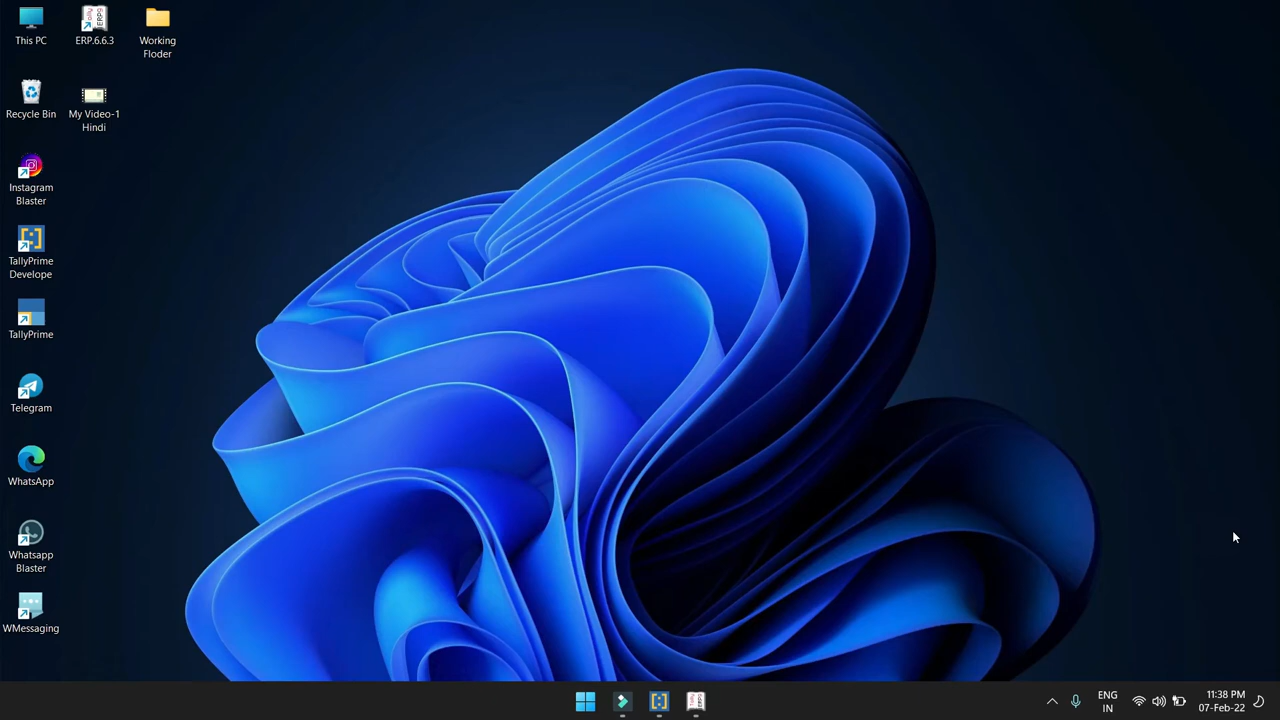 This PC
ERP.6.6.3
Working
Floder
Recycle Bin
My Video-1
Hindi
Instagram
Blaster
TallyPrime
Develope
TallyPrime
Telegram
WhatsApp
Whatsapp
Blaster
WMessaging
ENG
IN
11:38 PM
07-Feb-22